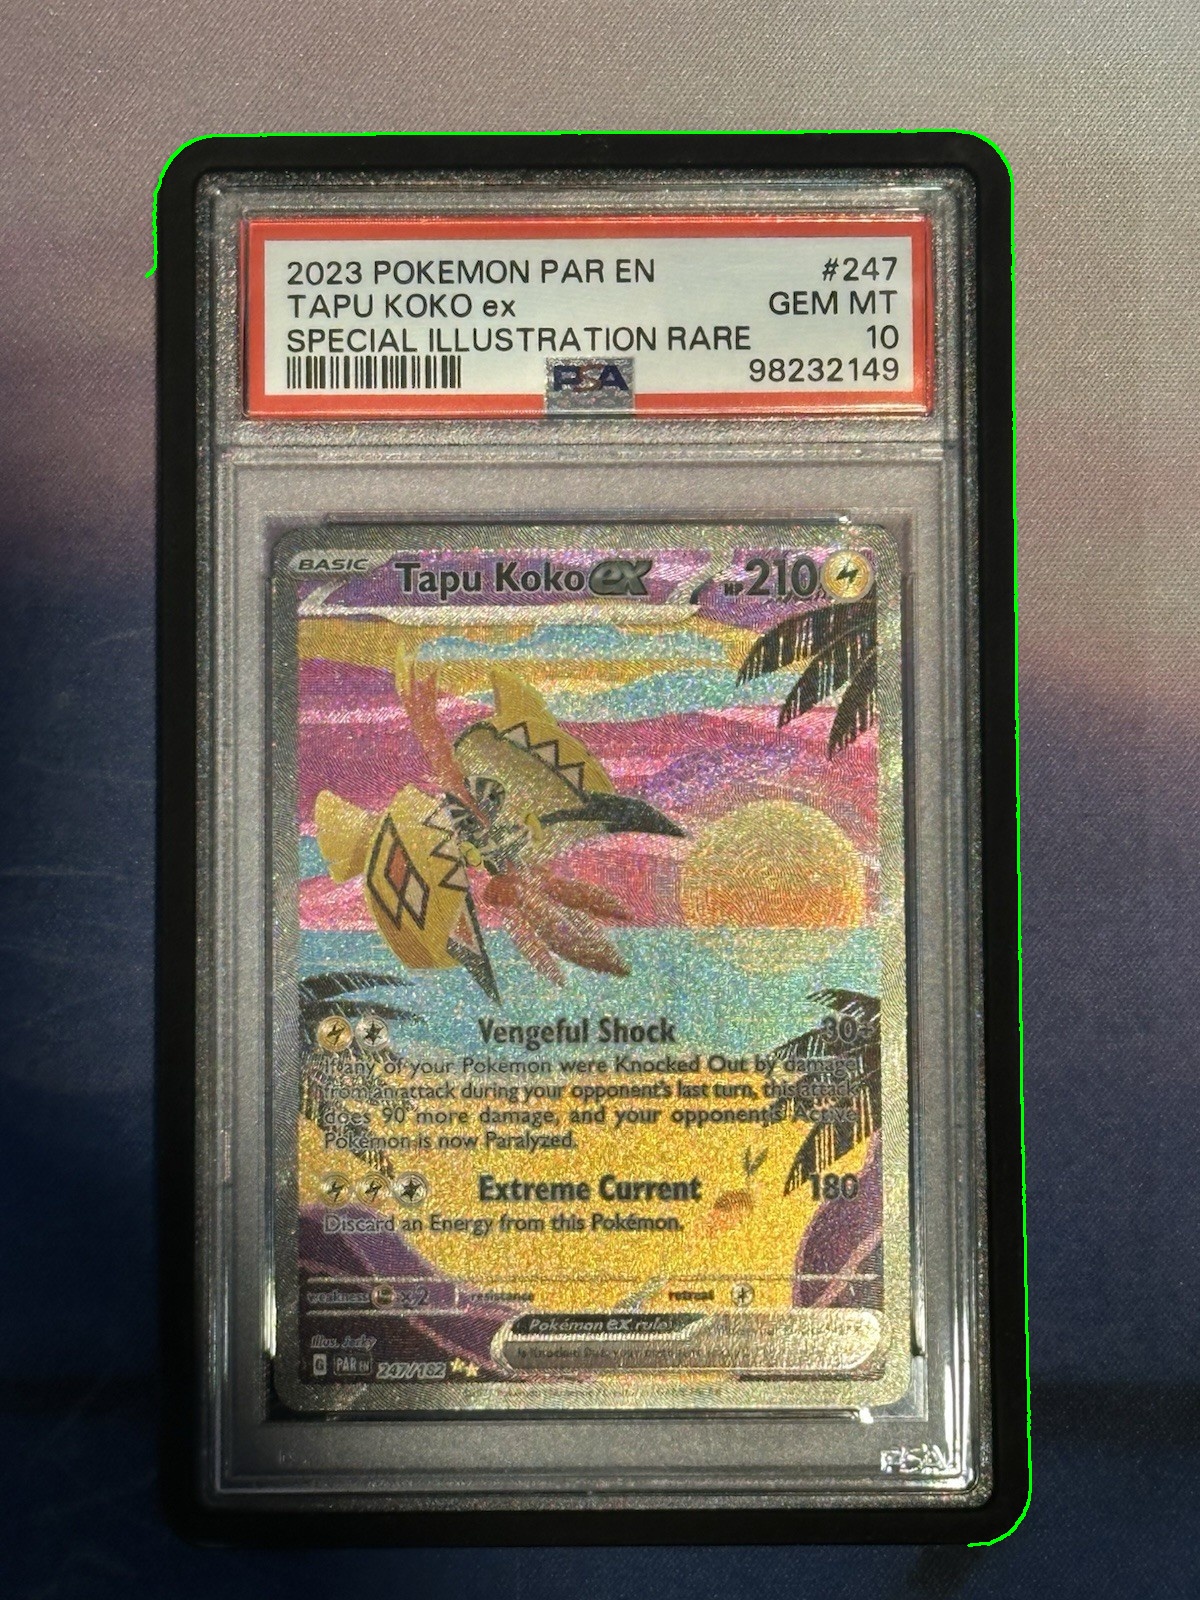 2023 POKEMON PAR EN #247
TAPU KOKO ex GEM MT
SPECIAL ILLUSTRATION RARE 10
PSA 98232149
BASIC Tapu Koko ex HP 210
Vengeful Shock 30+
If any of your Pokémon were Knocked Out by damage
from an attack during your opponent's last turn, this attack
does 90 more damage, and your opponent's Active
Pokémon is now Paralyzed.
Extreme Current 180
Discard an Energy from this Pokémon.
weakness ×2 resistance retreat
Pokémon ex rule
Illus. Jerky
G PAR EN 247/182
PSA